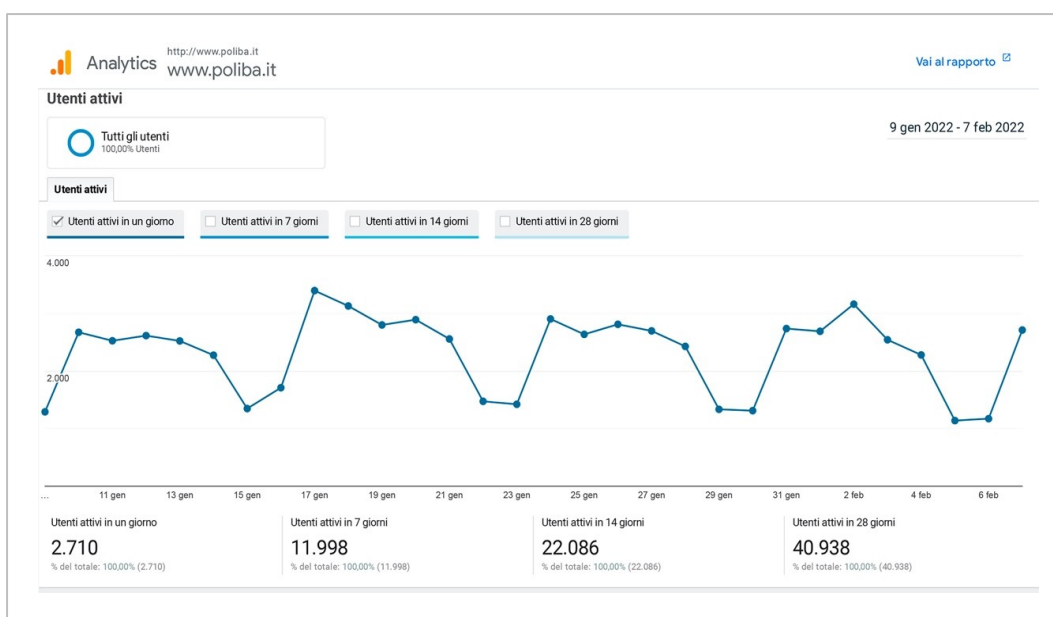 Analytics
http://www.poliba.it
www.poliba.it
Vai al rapporto
Utenti attivi
Tutti gli utenti
100,00% Utenti
9 gen 2022 - 7 feb 2022
Utenti attivi
Utenti attivi in un giorno Utenti attivi in 7 giorni Utenti attivi in 14 giorni Utenti attivi in 28 giorni
4.000
2.000
... 11 gen 13 gen 15 gen 17 gen 19 gen 21 gen 23 gen 25 gen 27 gen 29 gen 31 gen 2 feb 4 feb 6 feb
Utenti attivi in un giorno
2.710
% del totale: 100,00% (2.710)
Utenti attivi in 7 giorni
11.998
% del totale: 100,00% (11.998)
Utenti attivi in 14 giorni
22.086
% del totale: 100,00% (22.086)
Utenti attivi in 28 giorni
40.938
% del totale: 100,00% (40.938)